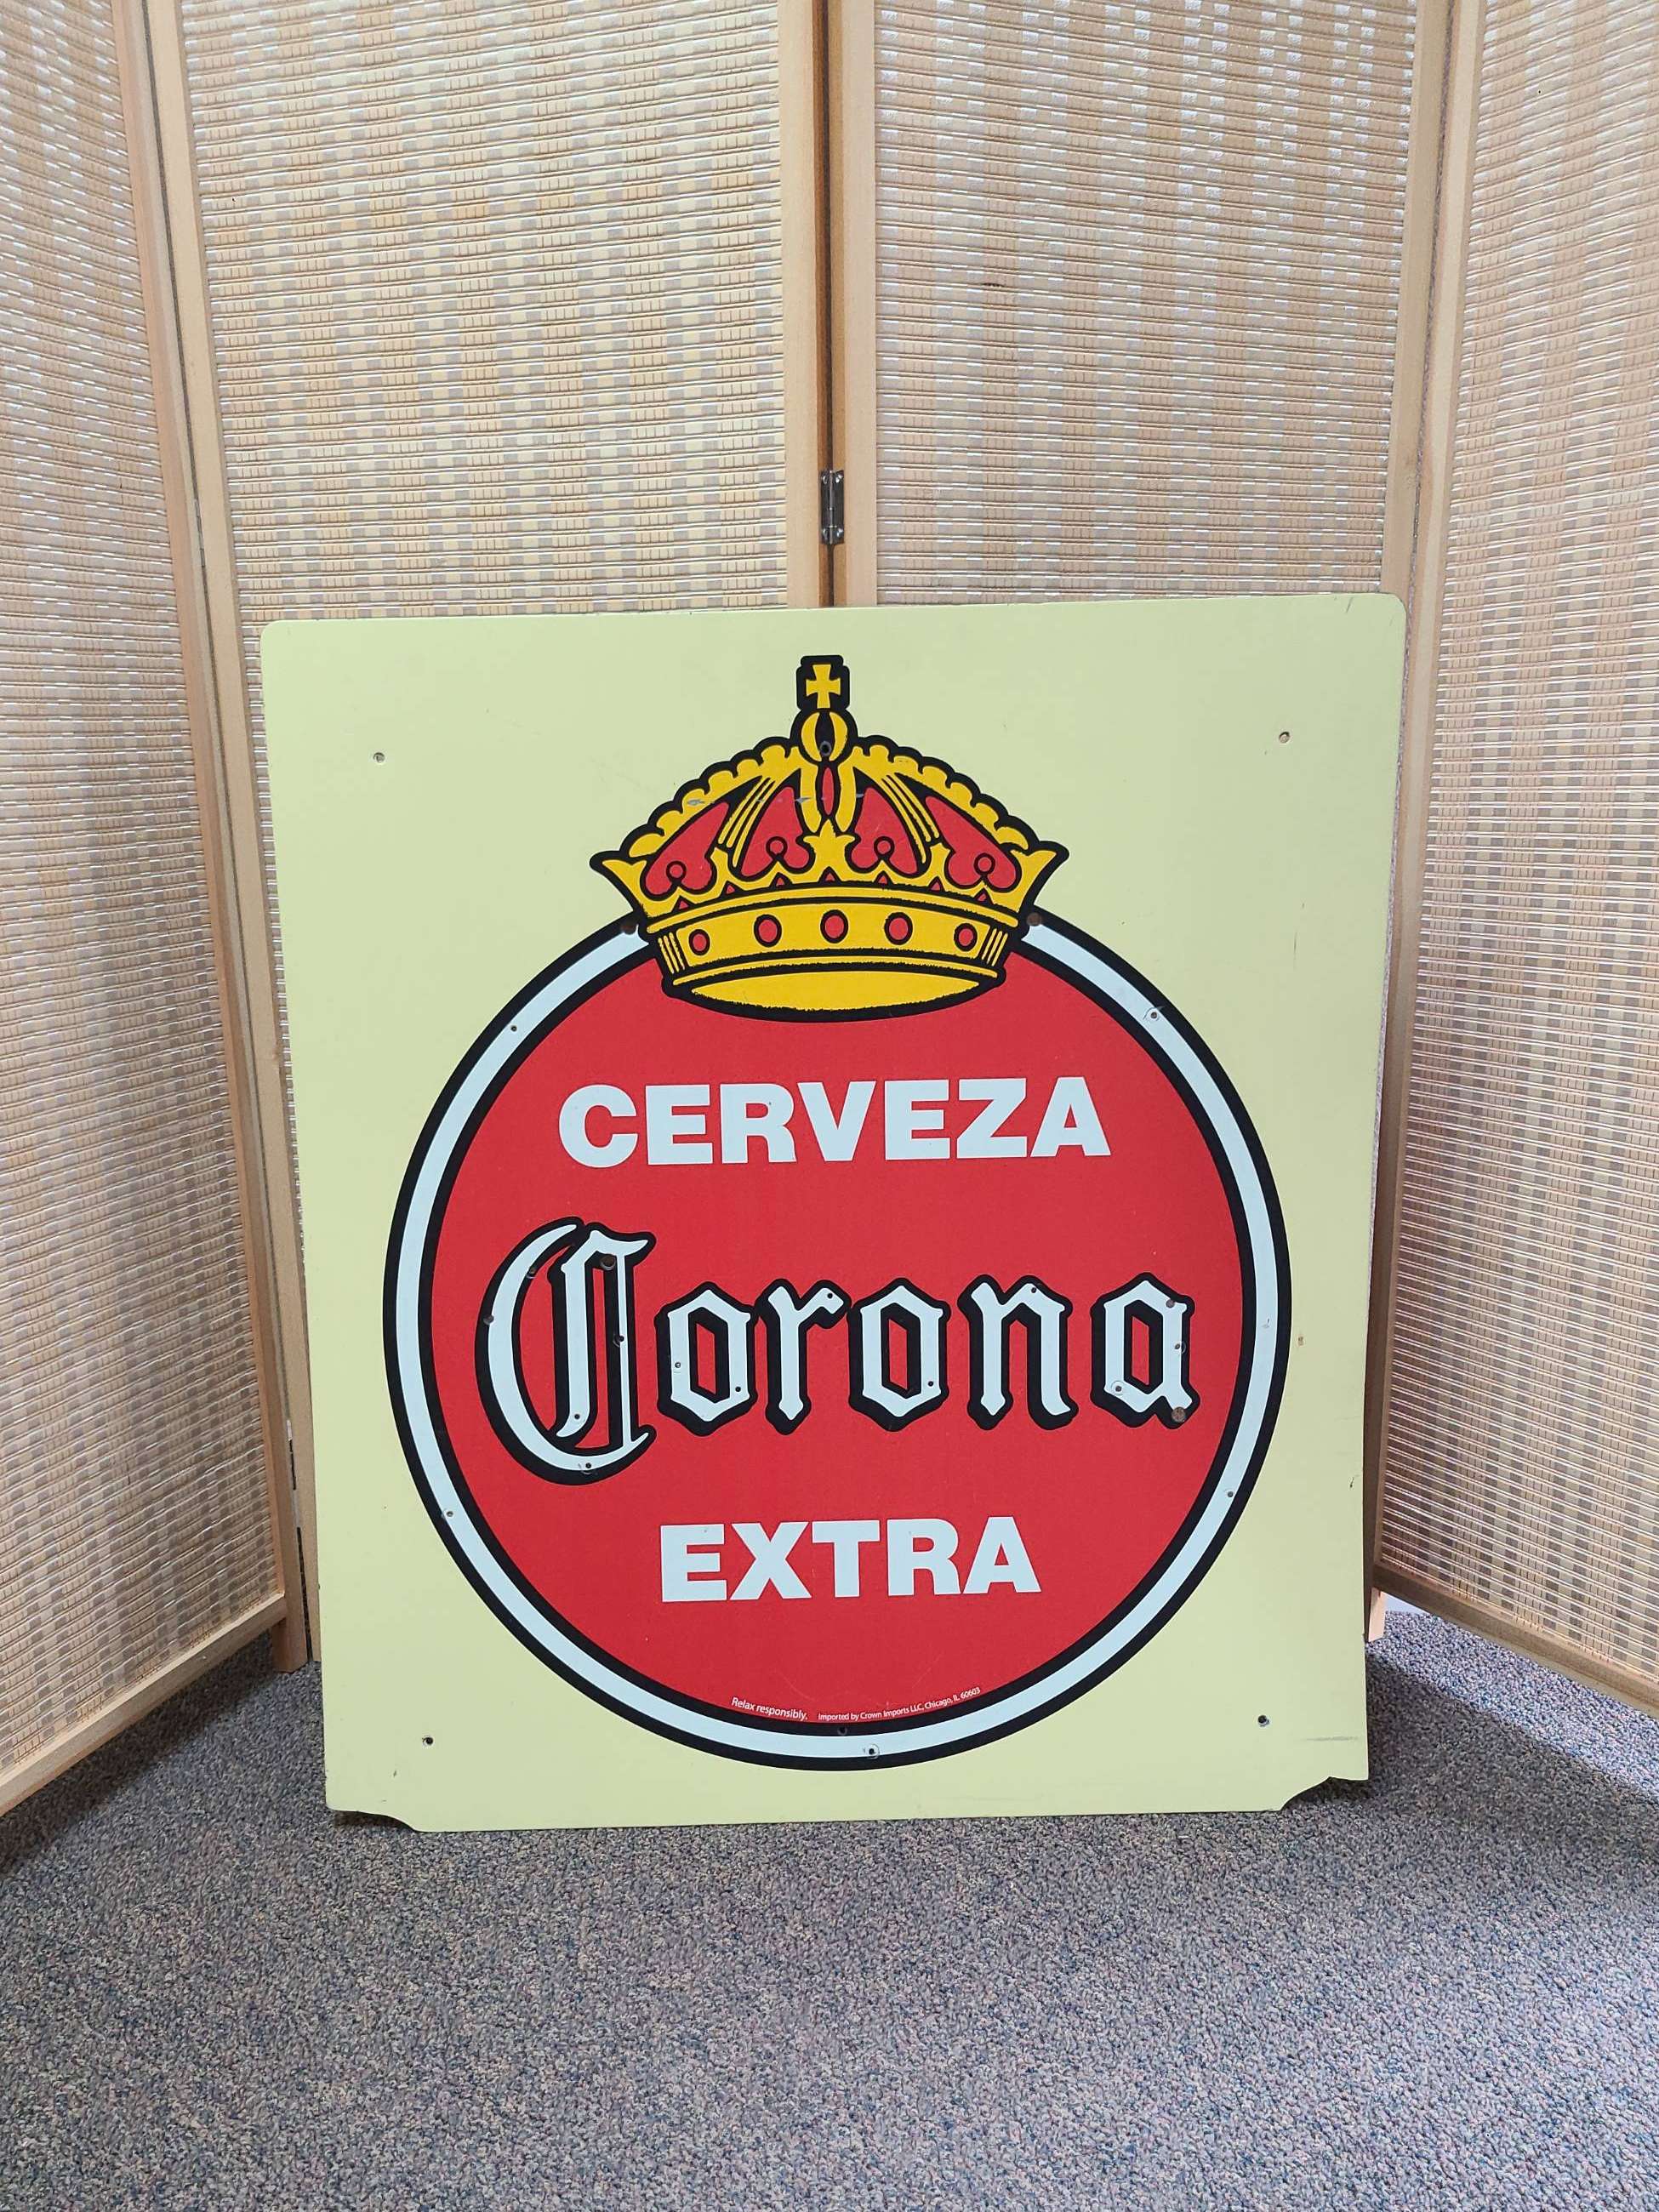 CERVEZA
Corona
EXTRA
Relax responsibly. Imported by Crown Imports LLC, Chicago, IL 60603